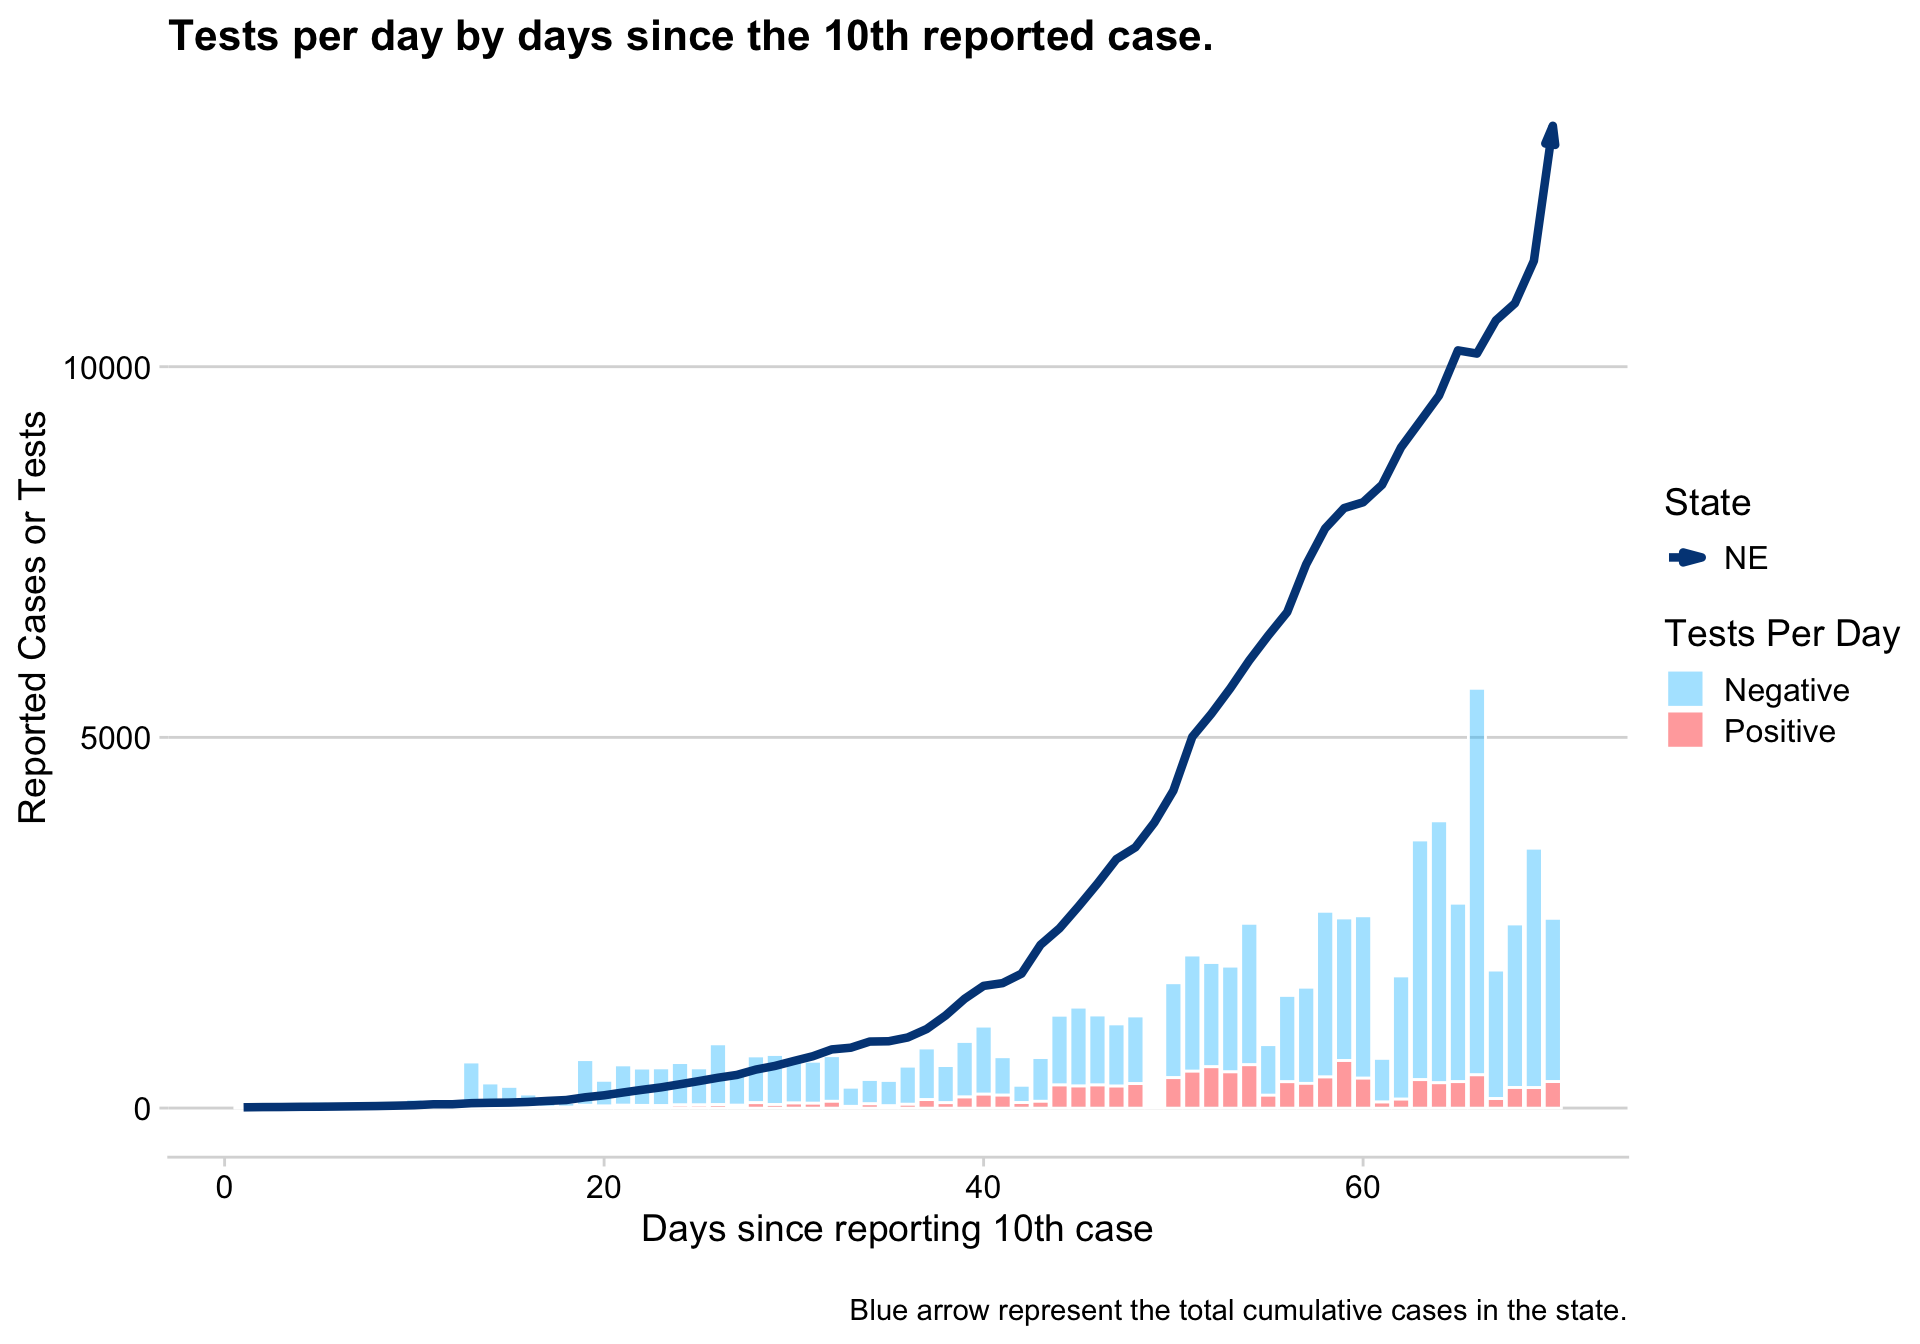 Tests per day by days since the 10th reported case.
10000
5000
0
Reported Cases or Tests
0 20 40 60
Days since reporting 10th case
State
NE
Tests Per Day
Negative
Positive
Blue arrow represent the total cumulative cases in the state.